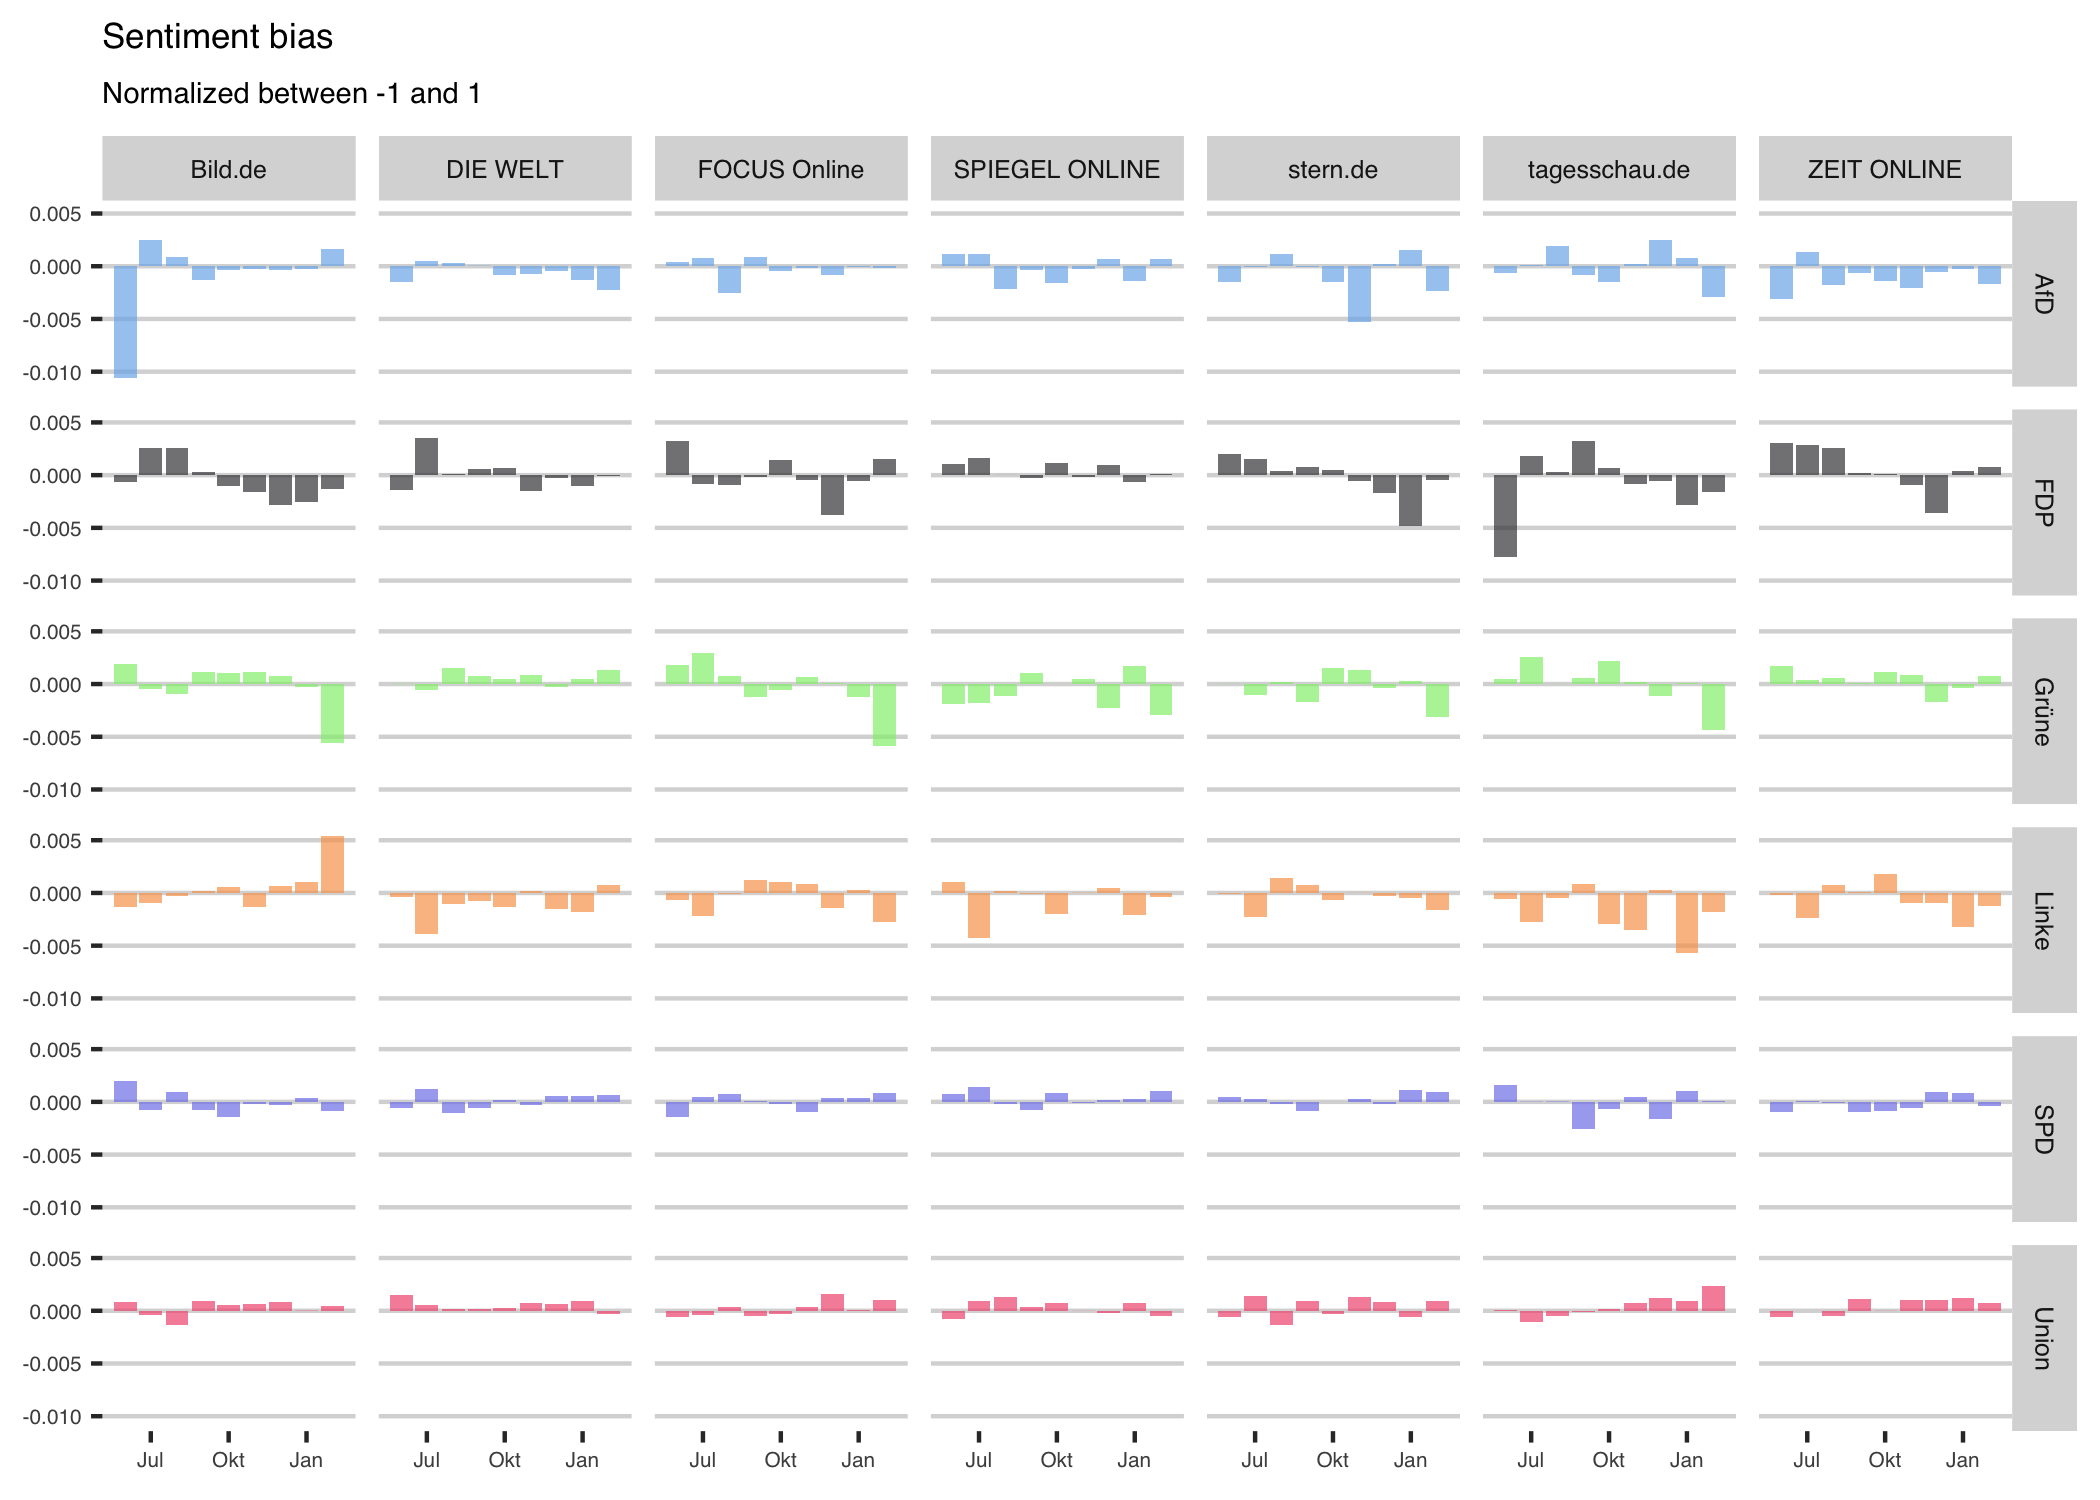 Sentiment bias
Normalized between -1 and 1
Bild.de DIE WELT FOCUS Online SPIEGEL ONLINE stern.de tagesschau.de ZEIT ONLINE
0.005
0.000
-0.005
-0.010
AfD
0.005
0.000
-0.005
-0.010
FDP
0.005
0.000
-0.005
-0.010
Grüne
0.005
0.000
-0.005
-0.010
Linke
0.005
0.000
-0.005
-0.010
SPD
0.005
0.000
-0.005
-0.010
Union
Jul Okt Jan Jul Okt Jan Jul Okt Jan Jul Okt Jan Jul Okt Jan Jul Okt Jan Jul Okt Jan